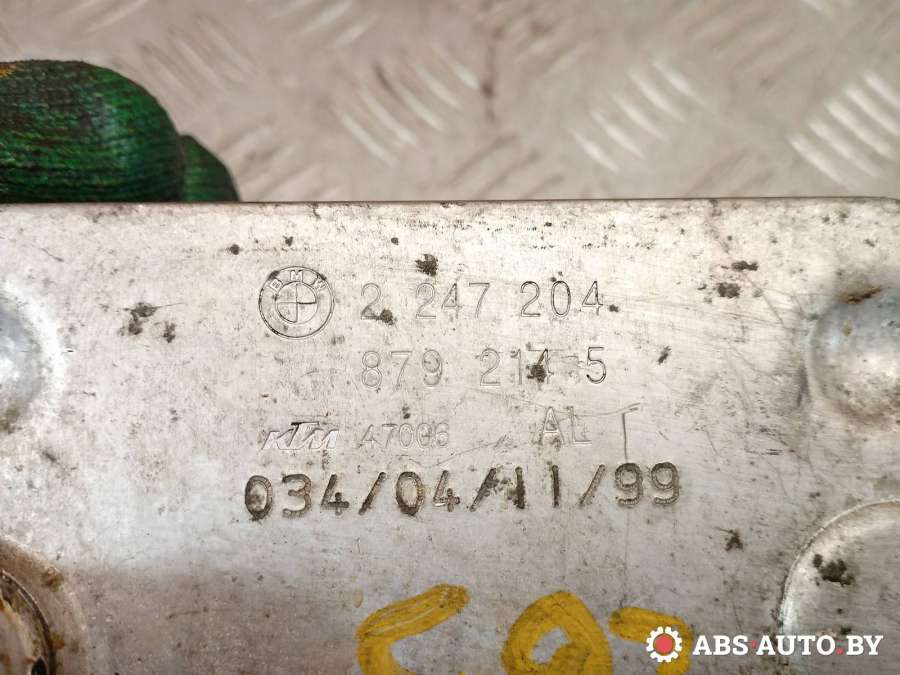 BMW 2 247 204
879 214 5
KTM 47006 AL
034/04/11/99
ABS-AUTO.BY